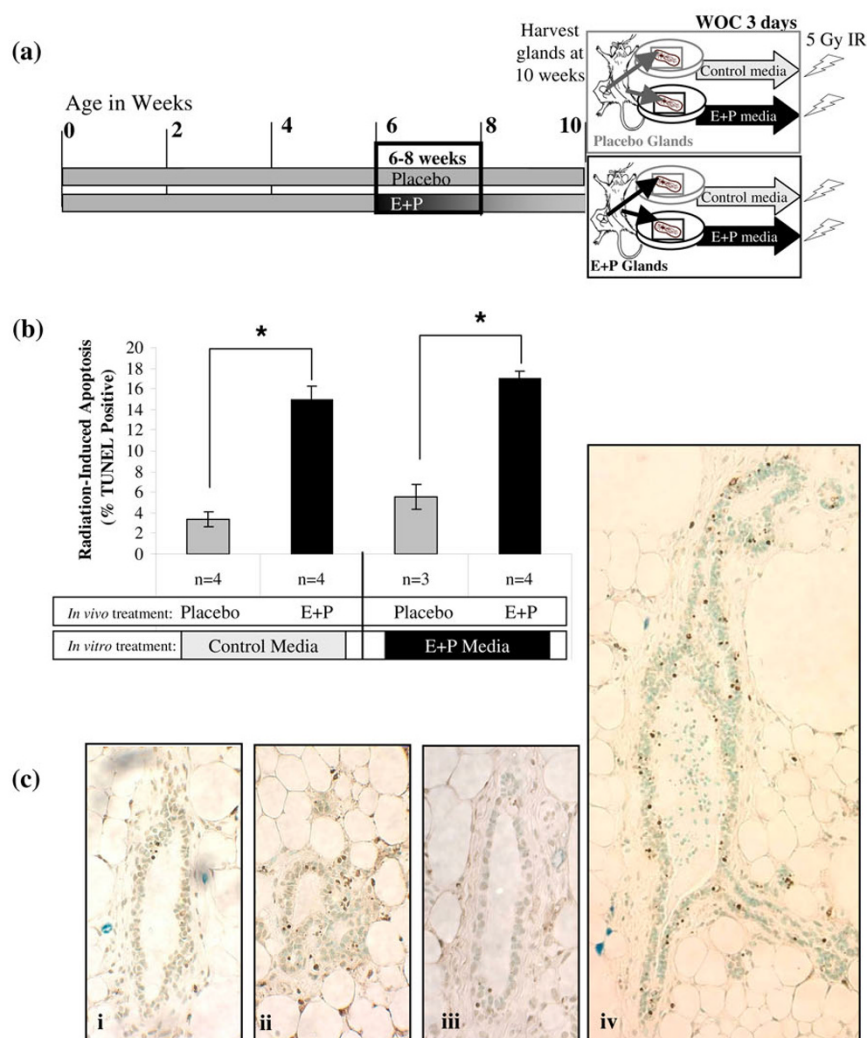 (a)
Age in Weeks
0 2 4 6 8 10
6-8 weeks
Placebo
E+P
Harvest
glands at
10 weeks
WOC 3 days
5 Gy IR
Control media
E+P media
Placebo Glands
Control media
E+P media
E+P Glands
(b)
Radiation-Induced Apoptosis
(% TUNEL Positive)
20
18
16
14
12
10
8
6
4
2
0
*
*
n=4 n=4 n=3 n=4
In vivo treatment: Placebo E+P Placebo E+P
In vitro treatment: Control Media E+P Media
(c)
i
ii
iii
iv